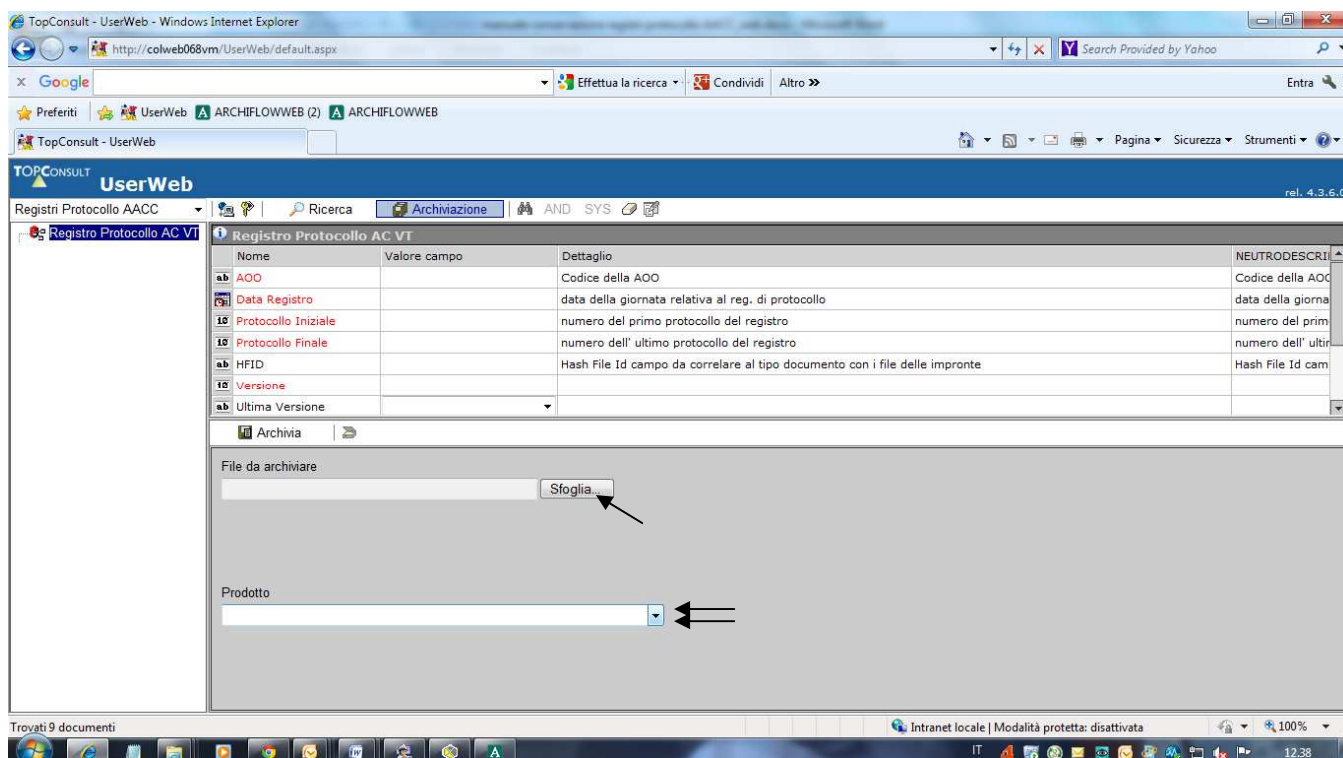 TopConsult - UserWeb - Windows Internet Explorer
http://colweb068vm/UserWeb/default.aspx
Search Provided by Yahoo
x Google Effettua la ricerca Condividi Altro >> Entra
Preferiti UserWeb ARCHIFLOWWEB (2) ARCHIFLOWWEB
TopConsult - UserWeb Pagina Sicurezza Strumenti
TOPCONSULT
UserWeb
rel. 4.3.6.0
Registri Protocollo AACC Ricerca Archiviazione AND SYS
Registro Protocollo AC VT Registro Protocollo AC VT
Nome Valore campo Dettaglio NEUTRODESCRI
ab AOO Codice della AOO Codice della AOO
Data Registro data della giornata relativa al reg. di protocollo data della giorna
10 Protocollo Iniziale numero del primo protocollo del registro numero del prim
10 Protocollo Finale numero dell' ultimo protocollo del registro numero dell' ultin
ab HFID Hash File Id campo da correlare al tipo documento con i file delle impronte Hash File Id cam
10 Versione
ab Ultima Versione
Archivia
File da archiviare
Sfoglia...
Prodotto
Trovati 9 documenti Intranet locale | Modalità protetta: disattivata 100%
IT 12.38